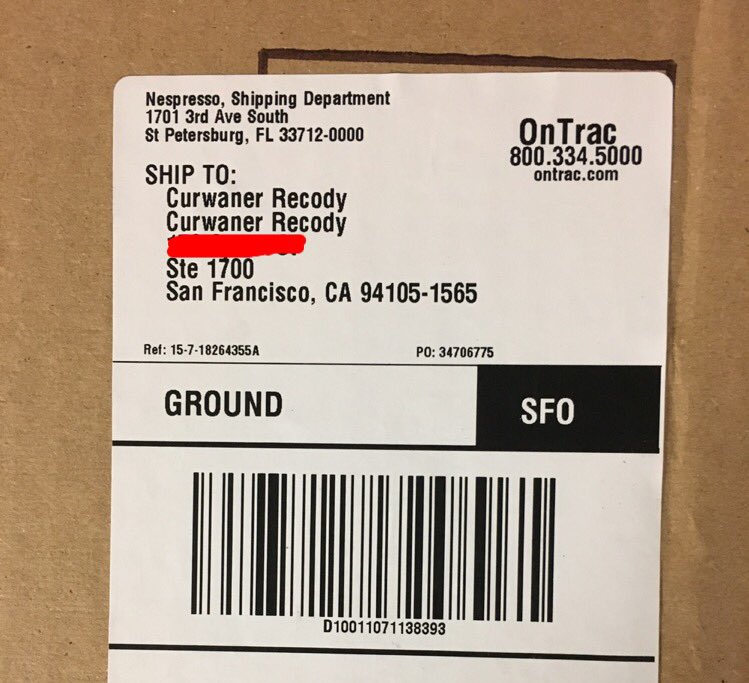 Nespresso, Shipping Department
1701 3rd Ave South
St Petersburg, FL 33712-0000
OnTrac
800.334.5000
ontrac.com
SHIP TO:
Curwaner Recody
Curwaner Recody
Ste 1700
San Francisco, CA 94105-1565
Ref: 15-7-18264355A
PO: 34706775
GROUND
SFO
D10011071138393